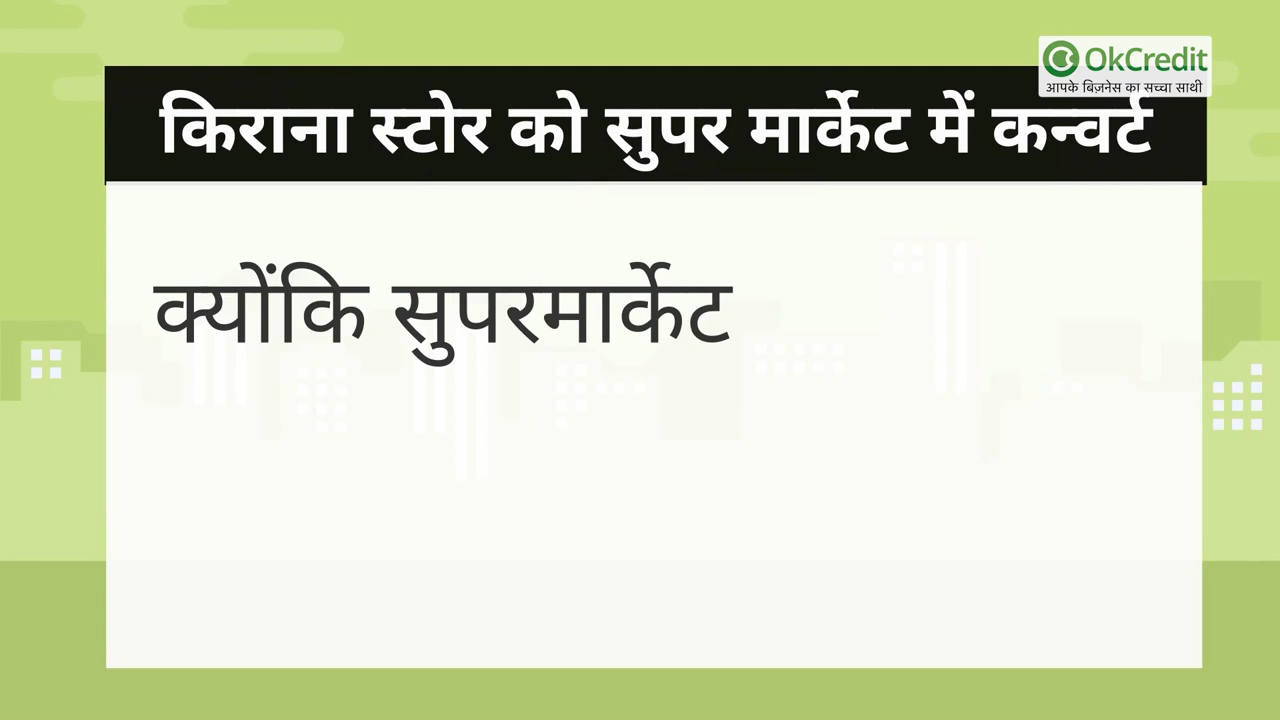 OkCredit
आपके बिज़नेस का सच्चा साथी
किराना स्टोर को सुपर मार्केट में कन्वर्ट
क्योंकि सुपरमार्केट